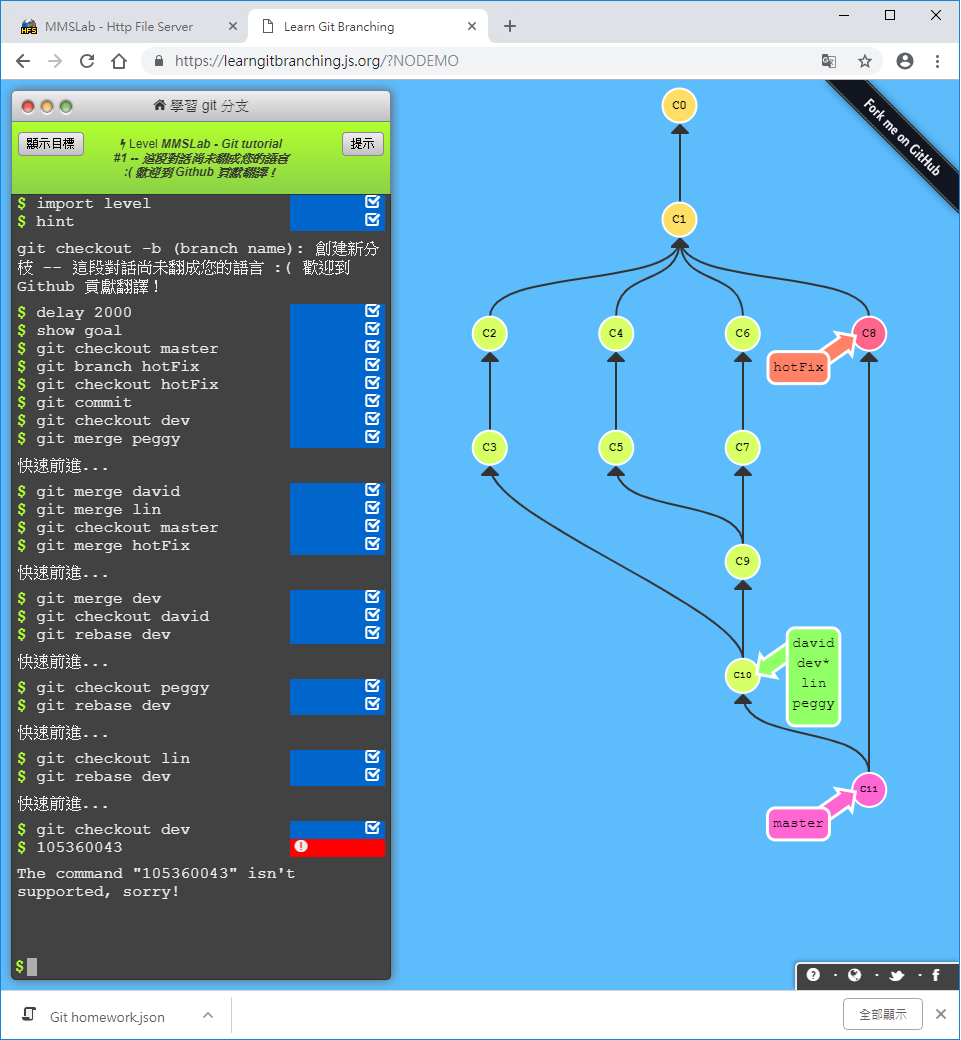 MMSLab - Http File Server
Learn Git Branching
https://learngitbranching.js.org/?NODEMO
學習 git 分支
顯示目標
Level MMSLab - Git tutorial
#1 -- 這段對話尚未翻成您的語言
:( 歡迎到 Github 貢獻翻譯！
提示
$ import level
$ hint
git checkout -b (branch name): 創建新分
枝 -- 這段對話尚未翻成您的語言 :( 歡迎到
Github 貢獻翻譯！
$ delay 2000
$ show goal
$ git checkout master
$ git branch hotFix
$ git checkout hotFix
$ git commit
$ git checkout dev
$ git merge peggy
快速前進...
$ git merge david
$ git merge lin
$ git checkout master
$ git merge hotFix
快速前進...
$ git merge dev
$ git checkout david
$ git rebase dev
快速前進...
$ git checkout peggy
$ git rebase dev
快速前進...
$ git checkout lin
$ git rebase dev
快速前進...
$ git checkout dev
$ 105360043
The command "105360043" isn't
supported, sorry!
$
Fork me on GitHub
C0
C1
C2
C4
C6
C8
hotFix
C3
C5
C7
C9
C10
david
dev*
lin
peggy
C11
master
Git homework.json
全部顯示